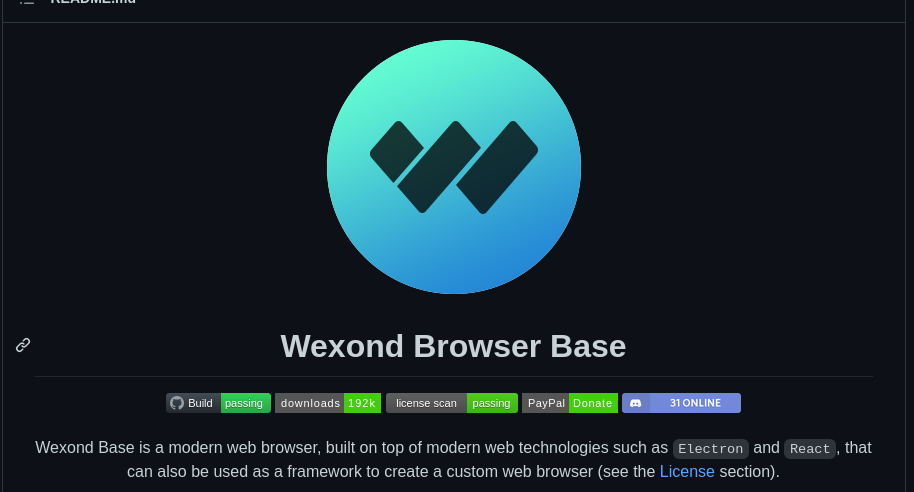 README.md
Wexond Browser Base
Build passing downloads 192k license scan passing PayPal Donate 31 ONLINE
Wexond Base is a modern web browser, built on top of modern web technologies such as Electron and React, that
can also be used as a framework to create a custom web browser (see the License section).